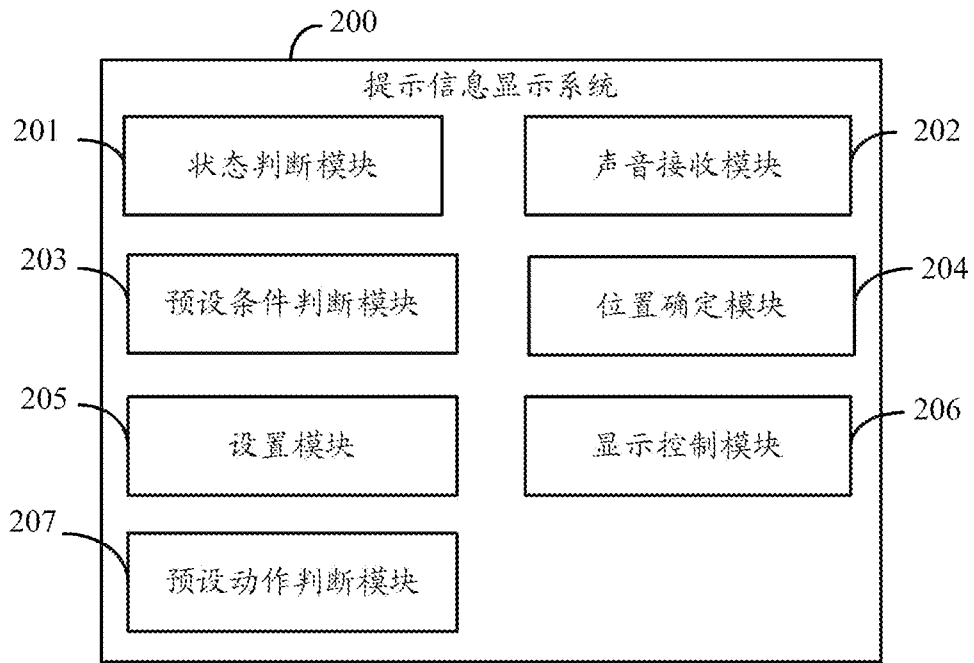 200
提示信息显示系统
201
状态判断模块
声音接收模块
202
203
预设条件判断模块
位置确定模块
204
205
设置模块
显示控制模块
206
207
预设动作判断模块